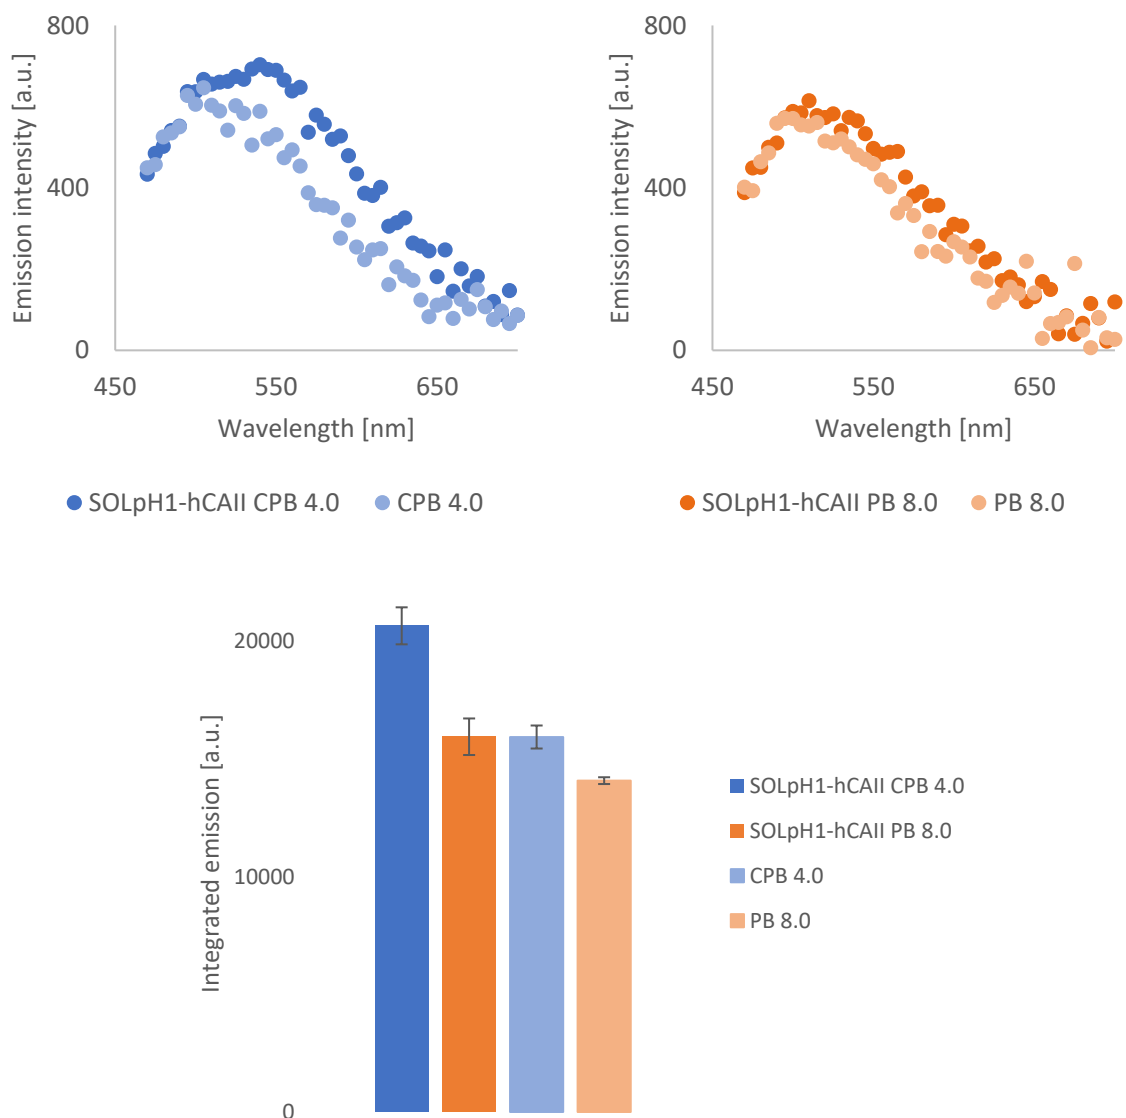 800
400
0
450
550
650
Emission intensity [a.u.]
Wavelength [nm]
SOLpH1-hCAII CPB 4.0
CPB 4.0
800
400
0
450
550
650
Emission intensity [a.u.]
Wavelength [nm]
SOLpH1-hCAII PB 8.0
PB 8.0
20000
10000
0
Integrated emission [a.u.]
SOLpH1-hCAII CPB 4.0
SOLpH1-hCAII PB 8.0
CPB 4.0
PB 8.0